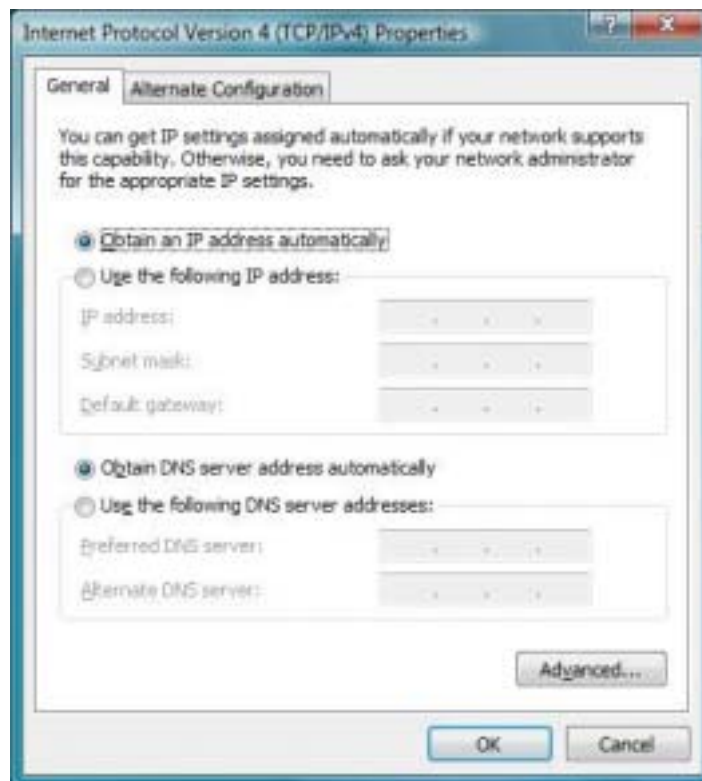 Internet Protocol Version 4 (TCP/IPv4) Properties
?
General
Alternate Configuration
You can get IP settings assigned automatically if your network supports
this capability. Otherwise, you need to ask your network administrator
for the appropriate IP settings.
Obtain an IP address automatically
Use the following IP address:
IP address:
Subnet mask:
Default gateway:
Obtain DNS server address automatically
Use the following DNS server addresses:
Preferred DNS server:
Alternate DNS server:
Advanced...
OK
Cancel